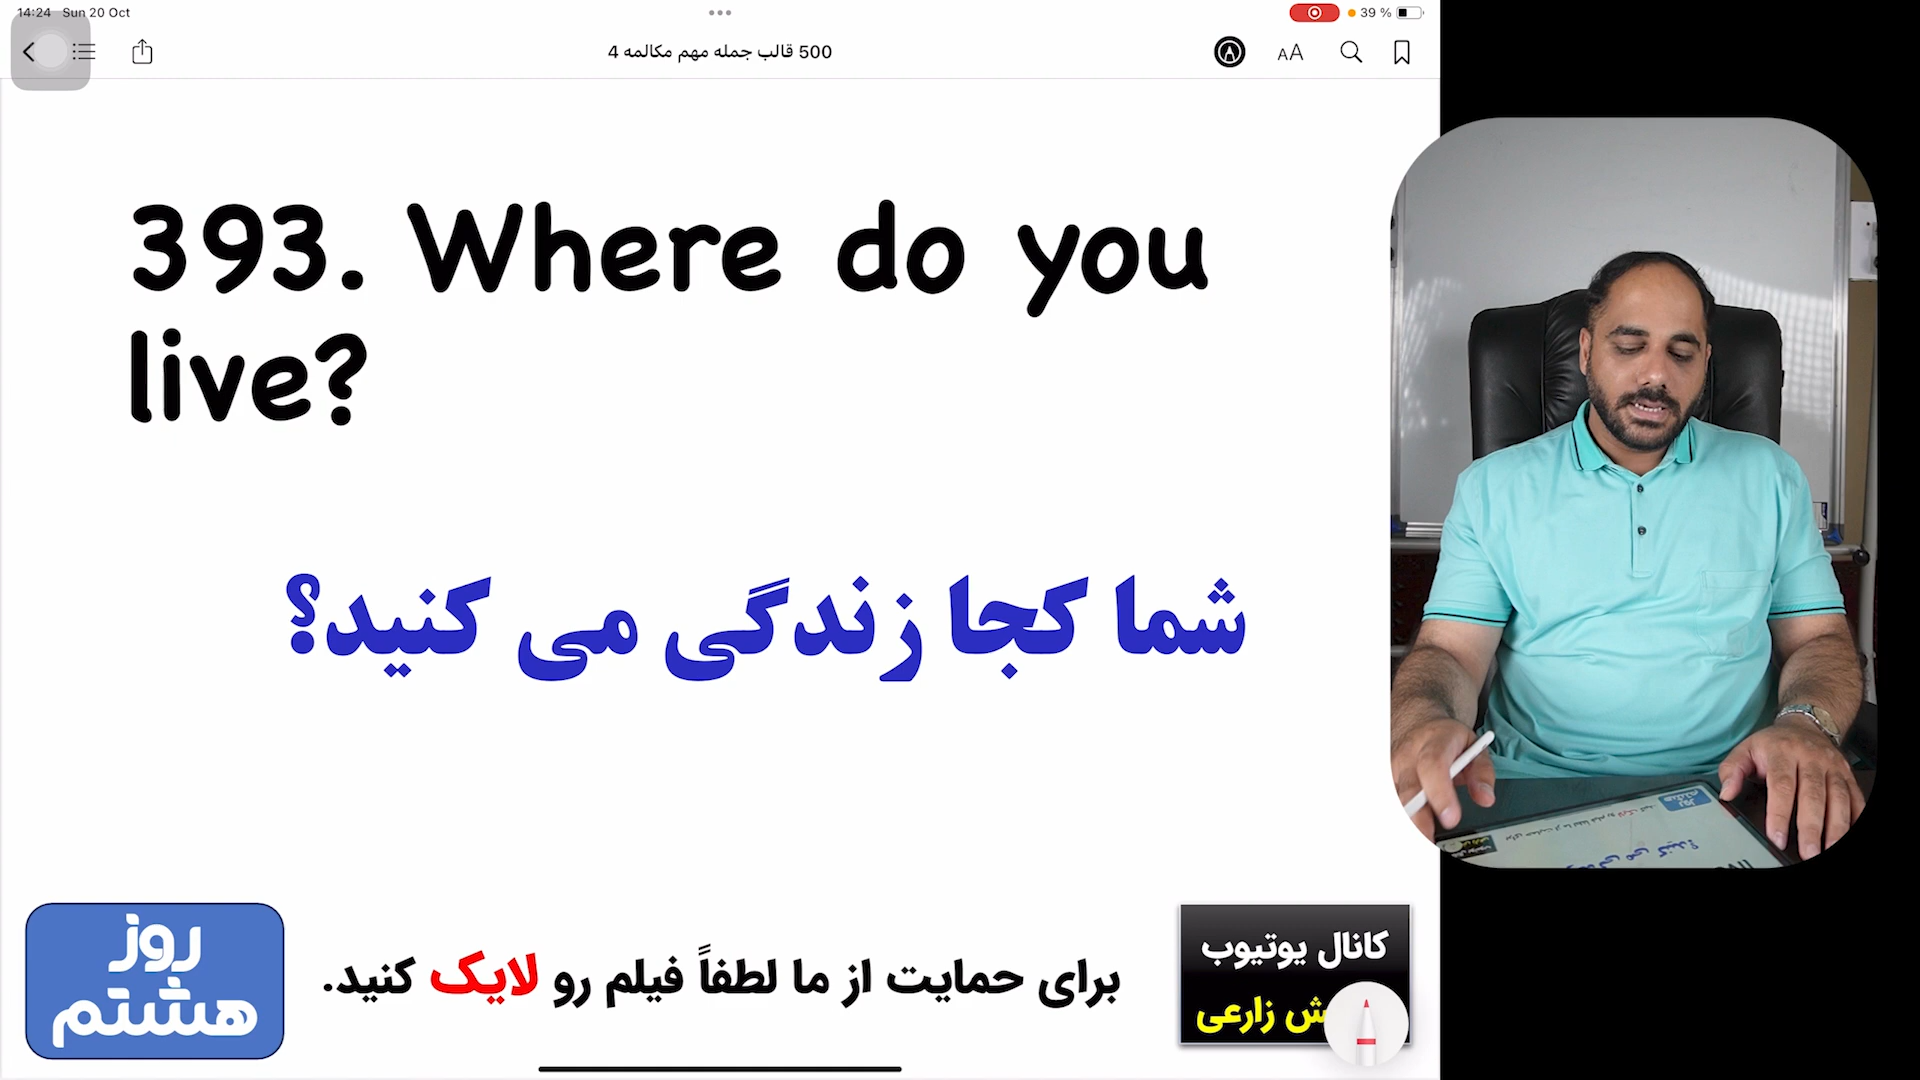 14:24 Sun 20 Oct
39 %
500 قالب جمله مهم مکالمه 4
AA
393. Where do you
live?
شما کجا زندگی می کنید؟
روز
هشتم
برای حمایت از ما لطفاً فیلم رو لایک کنید.
کانال یوتیوب
زارعی